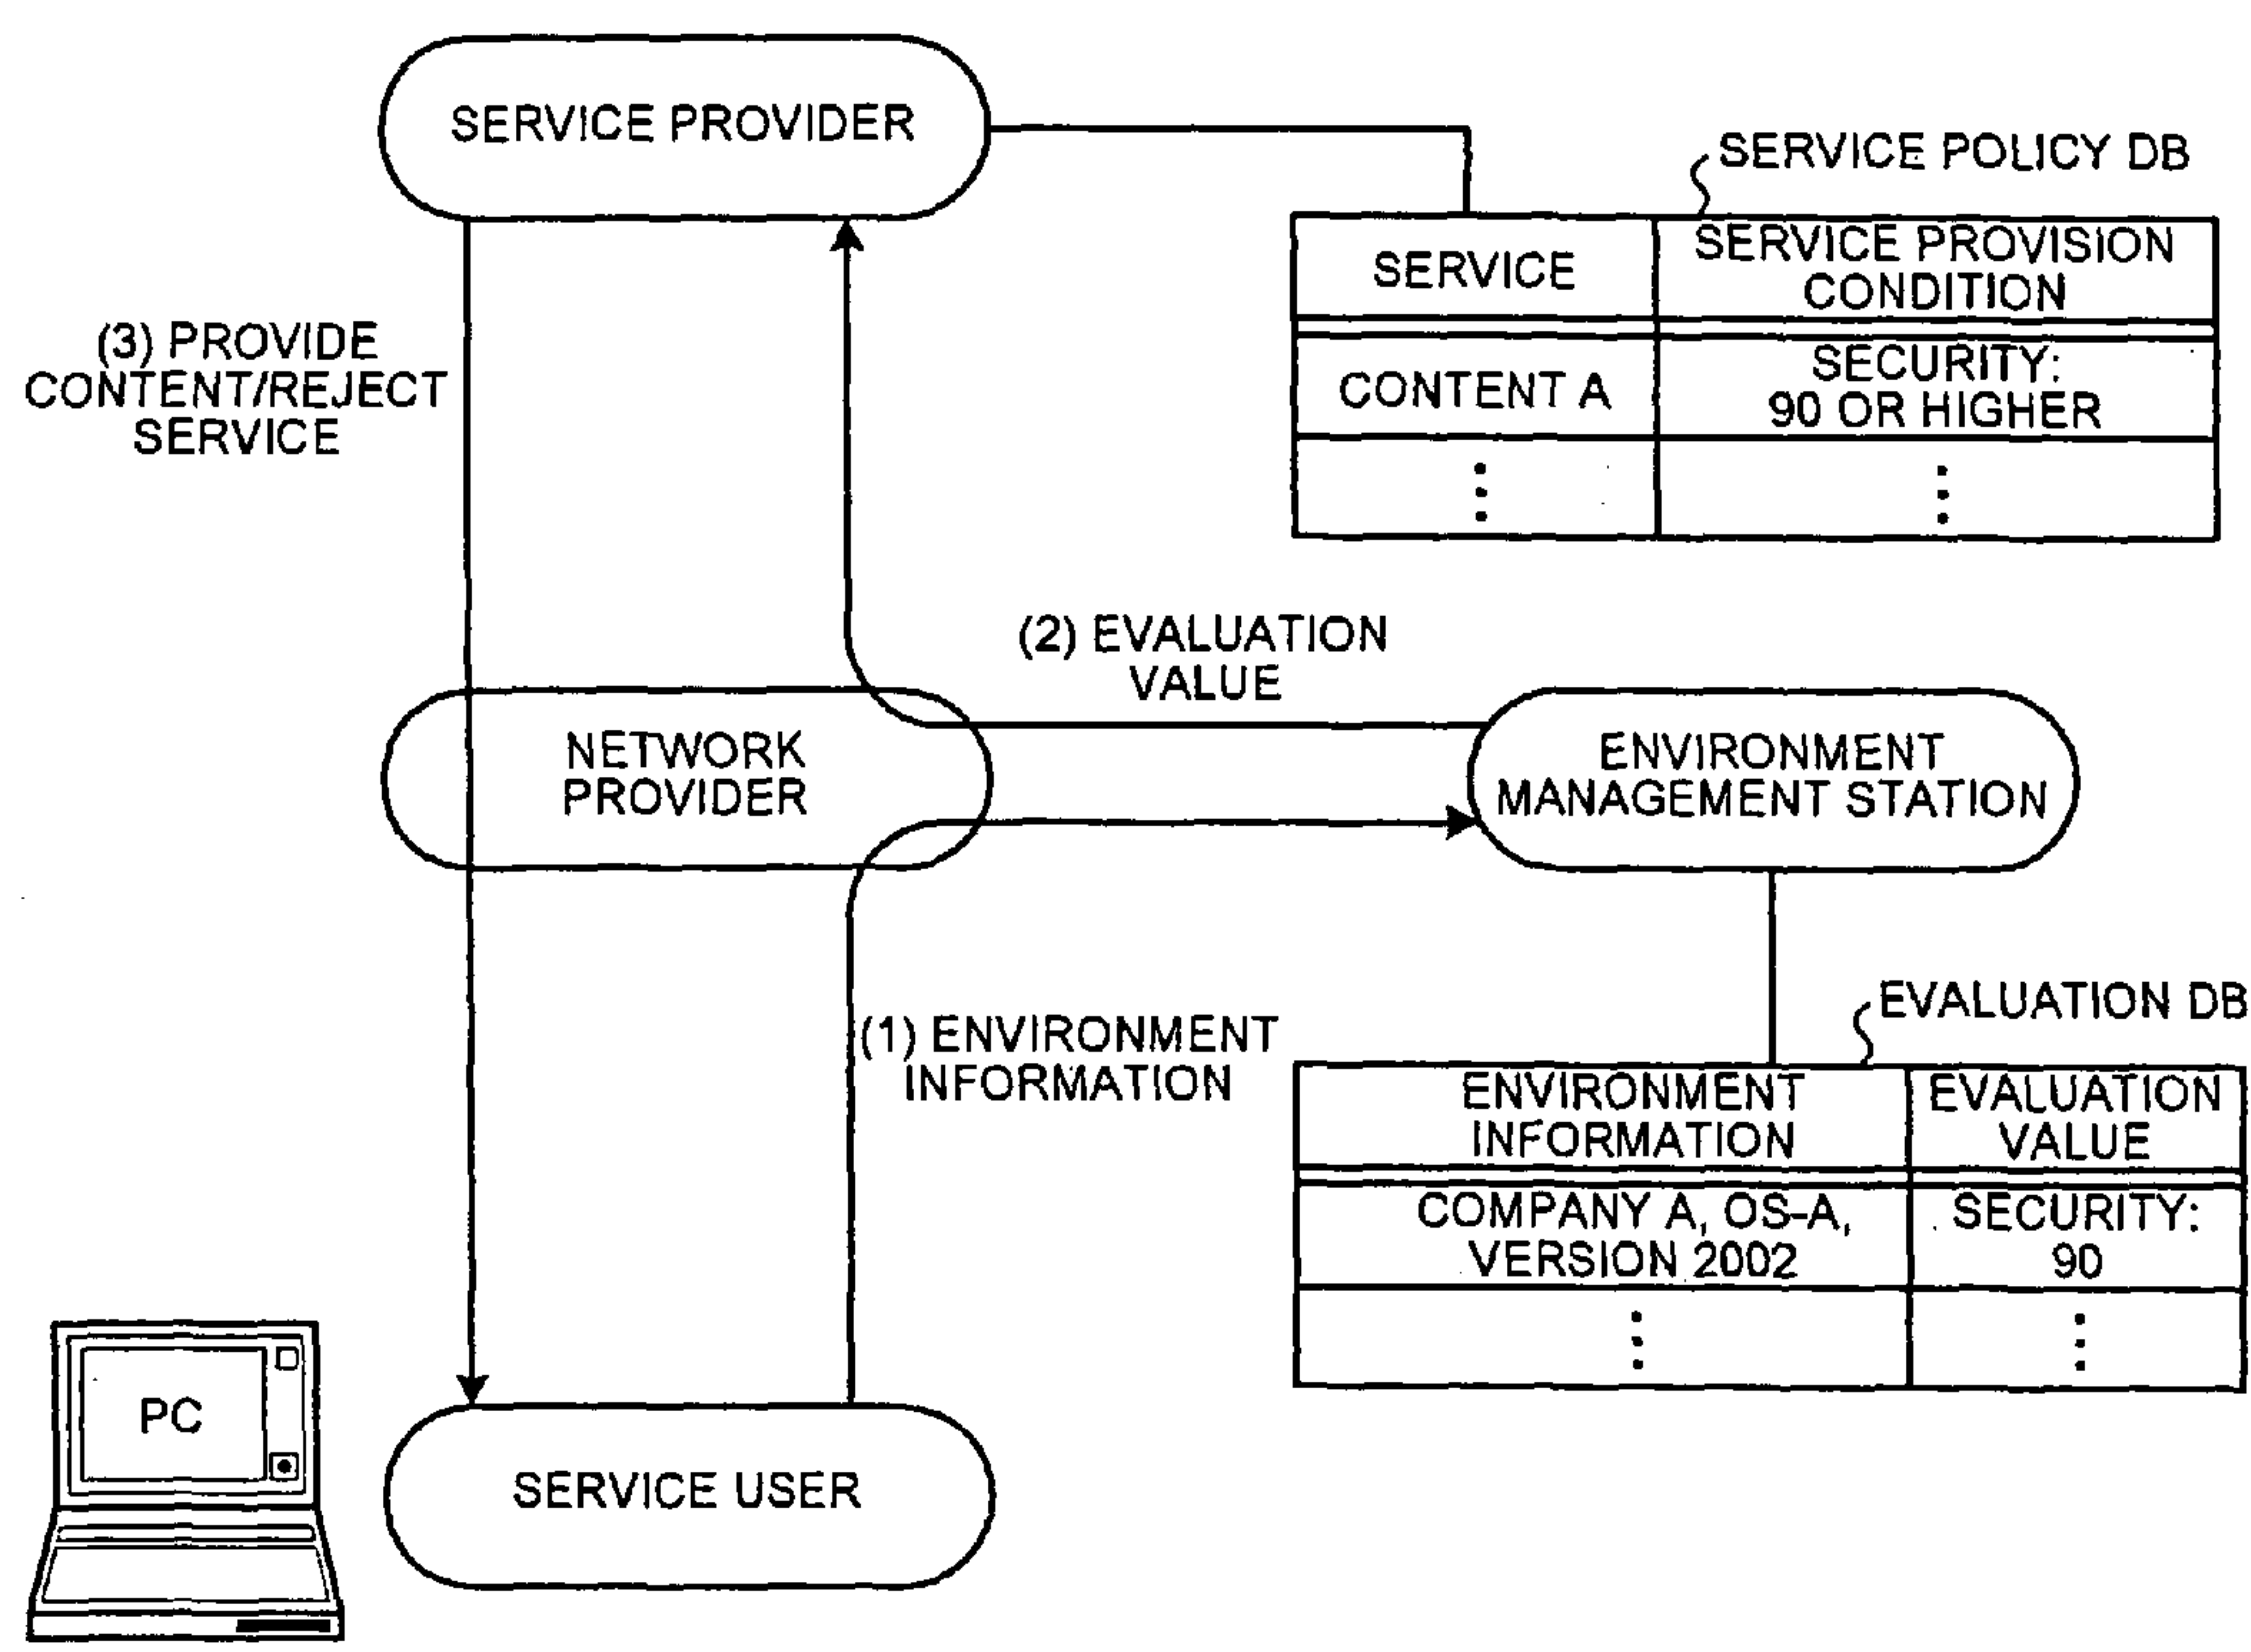 SERVICE PROVIDER
SERVICE POLICY DB
SERVICE
SERVICE PROVISION
CONDITION
CONTENT A
SECURITY:
90 OR HIGHER
(3) PROVIDE
CONTENT/REJECT
SERVICE
(2) EVALUATION
VALUE
NETWORK
PROVIDER
ENVIRONMENT
MANAGEMENT STATION
(1) ENVIRONMENT
INFORMATION
EVALUATION DB
ENVIRONMENT
INFORMATION
EVALUATION
VALUE
COMPANY A, OS-A,
VERSION 2002
SECURITY:
90
PC
SERVICE USER